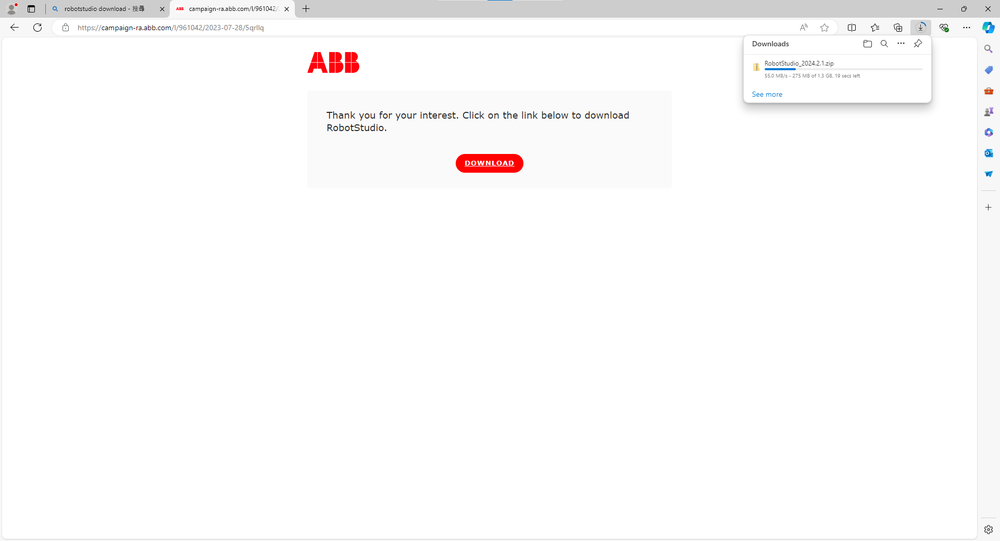 robotstudio download - 搜尋
ABB campaign-ra.abb.com/l/961042/2
https://campaign-ra.abb.com/l/961042/2023-07-28/5qrllq
Downloads
RobotStudio_2024.2.1.zip
55.0 MB/s - 275 MB of 1.3 GB, 19 secs left
See more
ABB
Thank you for your interest. Click on the link below to download
RobotStudio.
DOWNLOAD